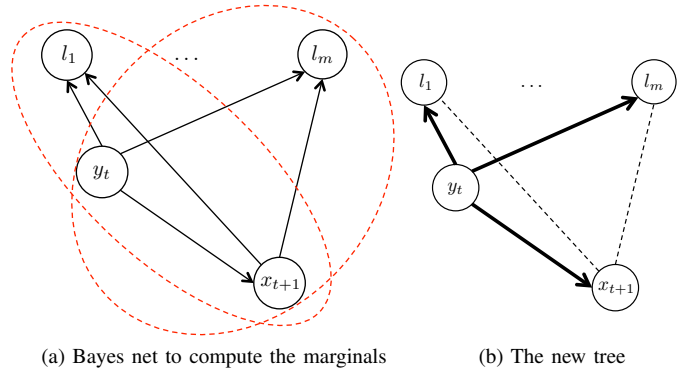 l₁ ... lₘ
yₜ
xₜ₊₁
(a) Bayes net to compute the marginals
l₁ ... lₘ
yₜ
xₜ₊₁
(b) The new tree